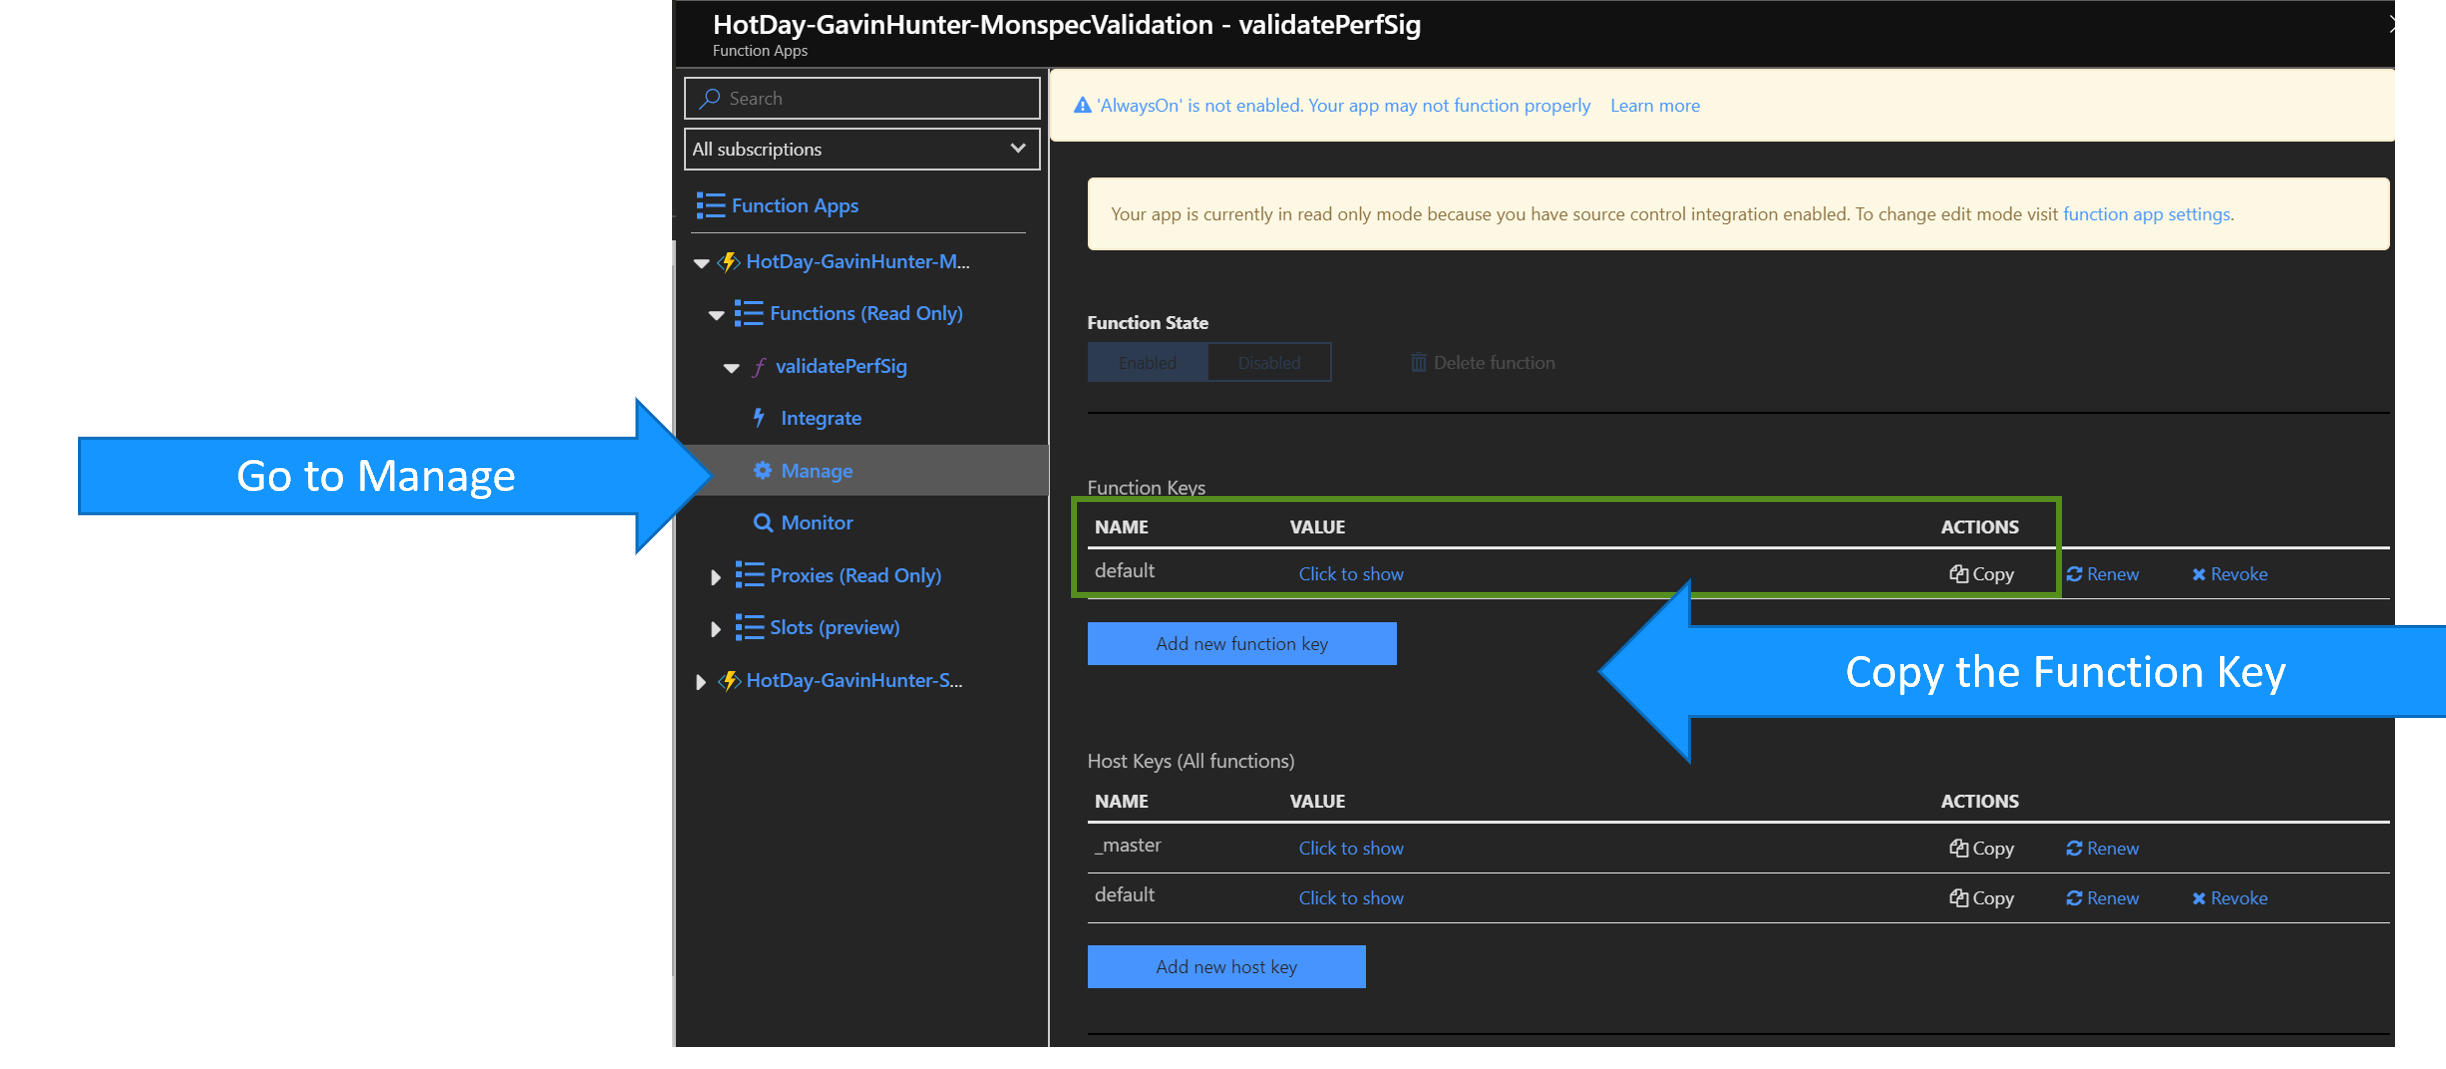 HotDay-GavinHunter-MonspecValidation - validatePerfSig
Function Apps
Search
All subscriptions
Function Apps
HotDay-GavinHunter-M...
Functions (Read Only)
validatePerfSig
Integrate
Manage
Monitor
Proxies (Read Only)
Slots (preview)
HotDay-GavinHunter-S...
Go to Manage
'AlwaysOn' is not enabled. Your app may not function properly Learn more
Your app is currently in read only mode because you have source control integration enabled. To change edit mode visit function app settings.
Function State
Enabled Disabled Delete function
Function Keys
NAME VALUE ACTIONS
default Click to show Copy Renew Revoke
Add new function key
Copy the Function Key
Host Keys (All functions)
NAME VALUE ACTIONS
_master Click to show Copy Renew
default Click to show Copy Renew Revoke
Add new host key